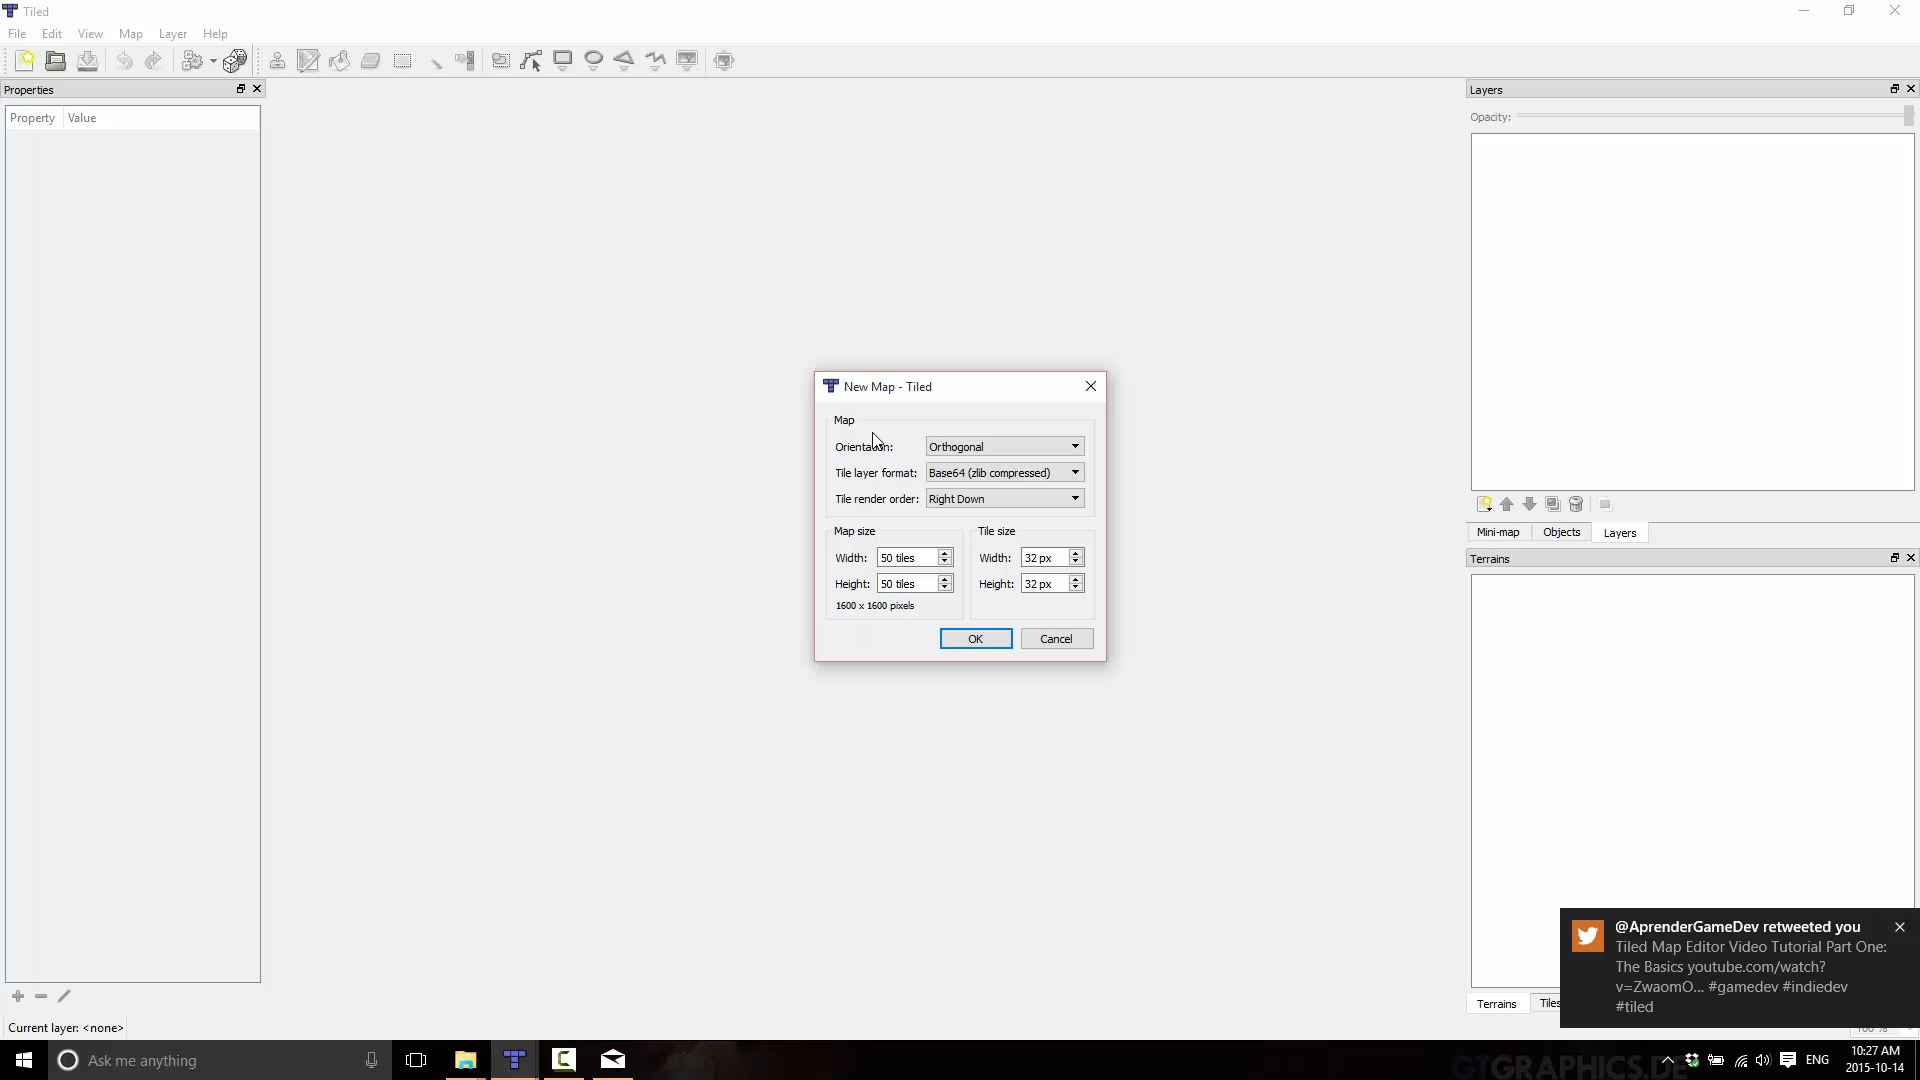 Tiled
File Edit View Map Layer Help
Properties
Property Value
Layers
Opacity:
New Map - Tiled
Map
Orientation: Orthogonal
Tile layer format: Base64 (zlib compressed)
Tile render order: Right Down
Map size
Tile size
Width: 50 tiles
Width: 32 px
Height: 50 tiles
Height: 32 px
1600 x 1600 pixels
OK Cancel
Mini-map Objects Layers
Terrains
@AprenderGameDev retweeted you
Tiled Map Editor Video Tutorial Part One:
The Basics youtube.com/watch?
v=ZwaomO... #gamedev #indiedev
#tiled
Terrains
Current layer: <none>
100 %
Ask me anything
GTGRAPHICS.DE
ENG
10:27 AM
2015-10-14